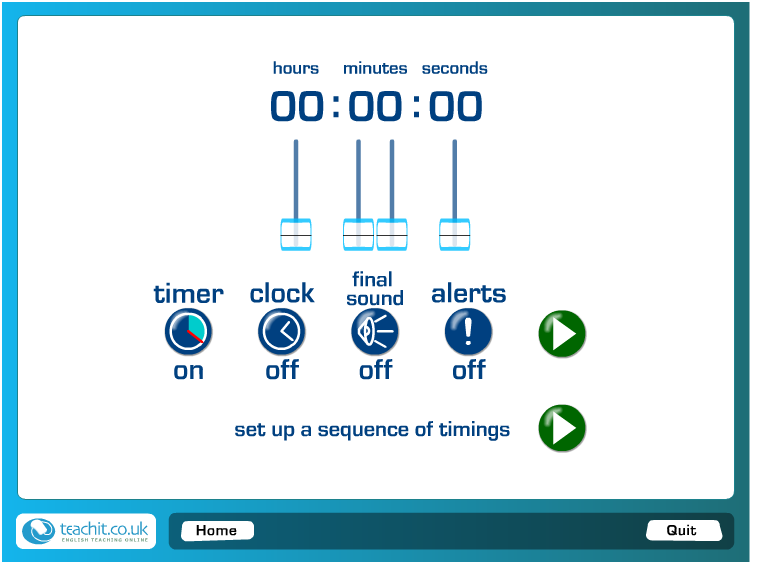 hours minutes seconds
00:00:00
timer clock final sound alerts
on off off off
set up a sequence of timings
teachit.co.uk
ENGLISH TEACHING ONLINE
Home
Quit